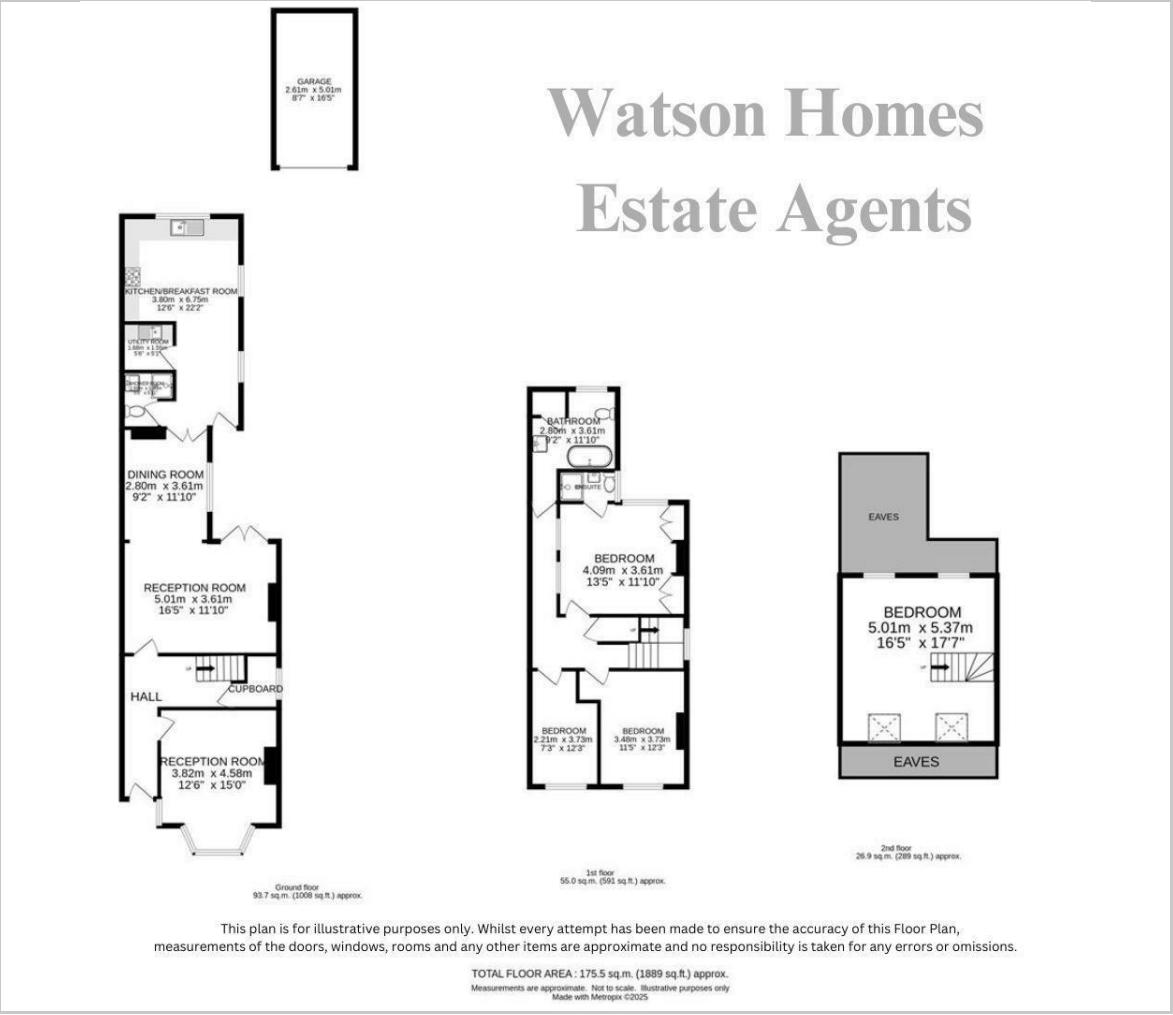 GARAGE
2.61m x 5.01m
8'7" x 16'5"
Watson Homes
Estate Agents
KITCHEN/BREAKFAST ROOM
3.80m x 6.75m
12'6" x 22'2"
UTILITY ROOM
5'6" x 5'1"
SHOWER ROOM
DINING ROOM
2.80m x 3.61m
9'2" x 11'10"
RECEPTION ROOM
5.01m x 3.61m
16'5" x 11'10"
UP
CUPBOARD
HALL
RECEPTION ROOM
3.82m x 4.58m
12'6" x 15'0"
Ground floor
93.7 sq.m. (1008 sq.ft.) approx.
BATHROOM
2.80m x 3.61m
9'2" x 11'10"
ENSUITE
BEDROOM
4.09m x 3.61m
13'5" x 11'10"
UP
BEDROOM
2.21m x 3.73m
7'3" x 12'3"
BEDROOM
3.48m x 3.73m
11'5" x 12'3"
1st floor
55.0 sq.m. (591 sq.ft.) approx.
EAVES
BEDROOM
5.01m x 5.37m
16'5" x 17'7"
UP
EAVES
2nd floor
26.9 sq.m. (289 sq.ft.) approx.
This plan is for illustrative purposes only. Whilst every attempt has been made to ensure the accuracy of this Floor Plan,
measurements of the doors, windows, rooms and any other items are approximate and no responsibility is taken for any errors or omissions.
TOTAL FLOOR AREA : 175.5 sq.m. (1889 sq.ft.) approx.
Measurements are approximate. Not to scale. Illustrative purposes only
Made with Metropix ©2025